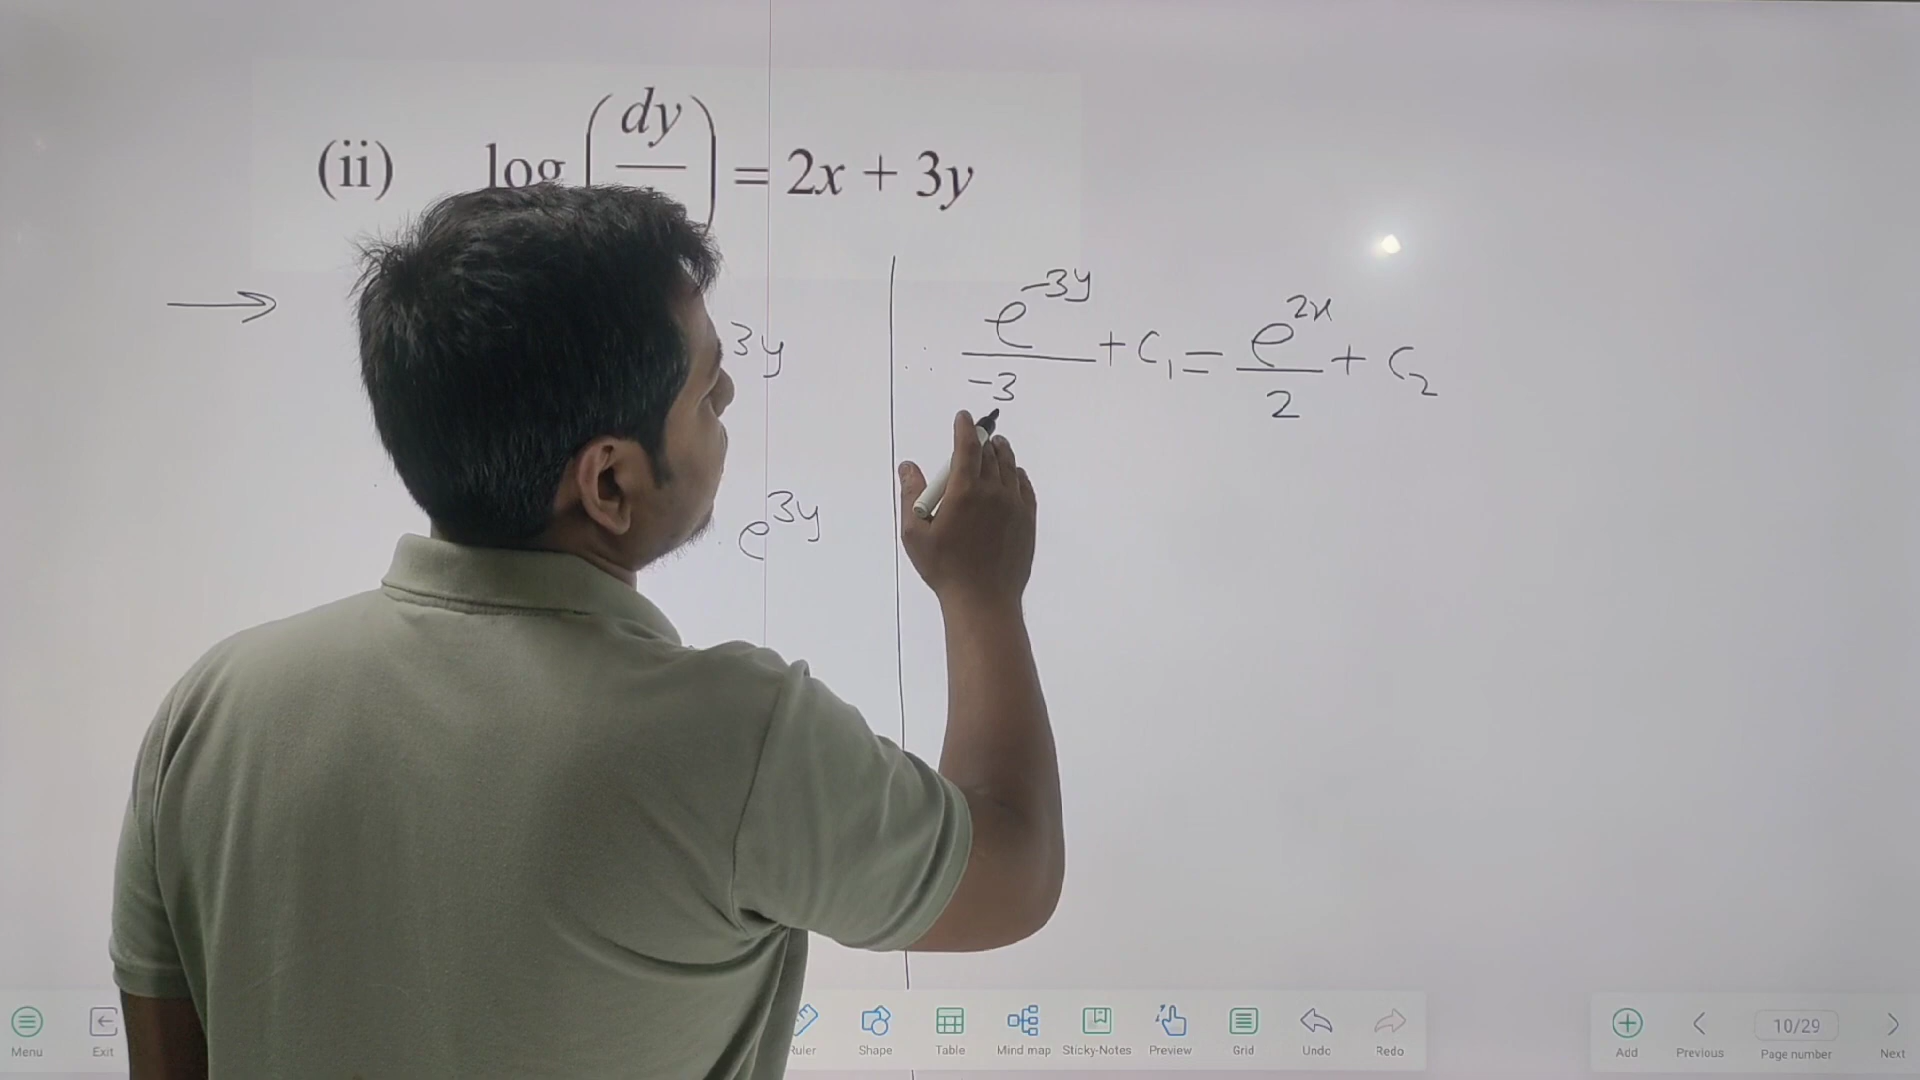 (ii) log (dy = 2x + 3y
3y
e^3y
∴ e^-3y/-3 + c₁ = e^2x/2 + c₂
Menu Exit Ruler Shape Table Mind map Sticky-Notes Preview Grid Undo Redo Add Previous 10/29 Page number Next